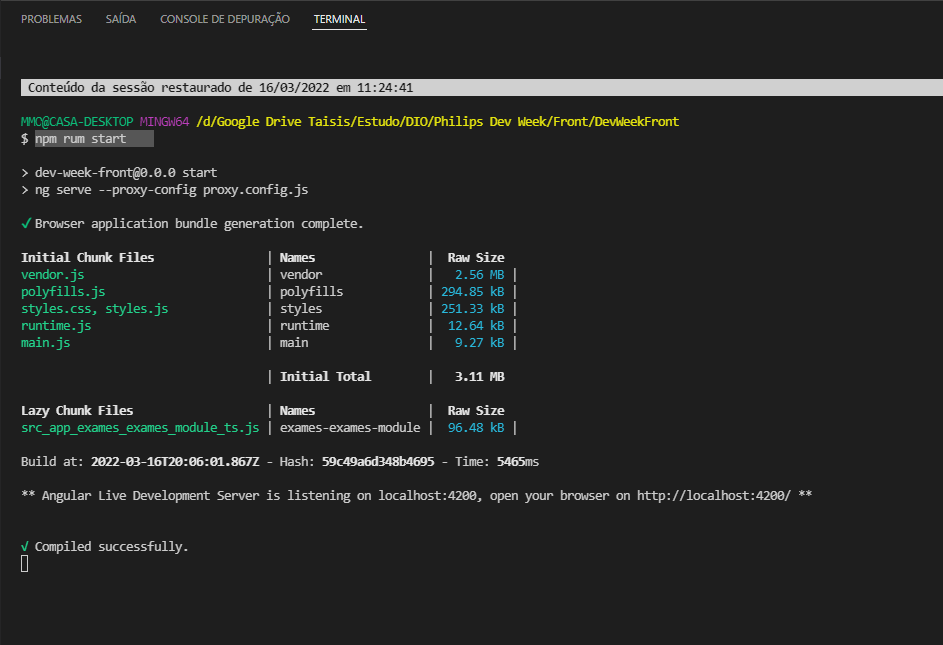 PROBLEMAS SAÍDA CONSOLE DE DEPURAÇÃO TERMINAL
Conteúdo da sessão restaurado de 16/03/2022 em 11:24:41
MMC@CASA-DESKTOP MINGW64 /d/Google Drive Taisis/Estudo/DIO/Philips Dev Week/Front/DevWeekFront
$ npm rum start
> dev-week-front@0.0.0 start
> ng serve --proxy-config proxy.config.js
✓ Browser application bundle generation complete.
Initial Chunk Files | Names | Raw Size
vendor.js | vendor | 2.56 MB |
polyfills.js | polyfills | 294.85 kB |
styles.css, styles.js | styles | 251.33 kB |
runtime.js | runtime | 12.64 kB |
main.js | main | 9.27 kB |
| Initial Total | 3.11 MB
Lazy Chunk Files | Names | Raw Size
src_app_exames_exames_module_ts.js | exames-exames-module | 96.48 kB |
Build at: 2022-03-16T20:06:01.867Z - Hash: 59c49a6d348b4695 - Time: 5465ms
** Angular Live Development Server is listening on localhost:4200, open your browser on http://localhost:4200/ **
√ Compiled successfully.